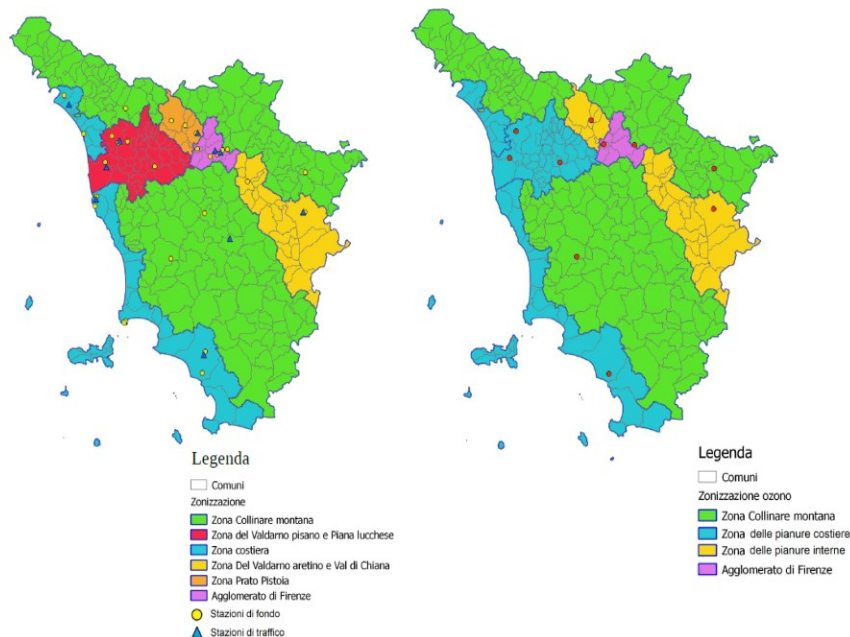 Legenda
Comuni
Zonizzazione
Zona Collinare montana
Zona del Valdarno pisano e Piana lucchese
Zona costiera
Zona Del Valdarno aretino e Val di Chiana
Zona Prato Pistoia
Agglomerato di Firenze
Stazioni di fondo
Stazioni di traffico
Legenda
Comuni
Zonizzazione ozono
Zona Collinare montana
Zona delle pianure costiere
Zona delle pianure interne
Agglomerato di Firenze